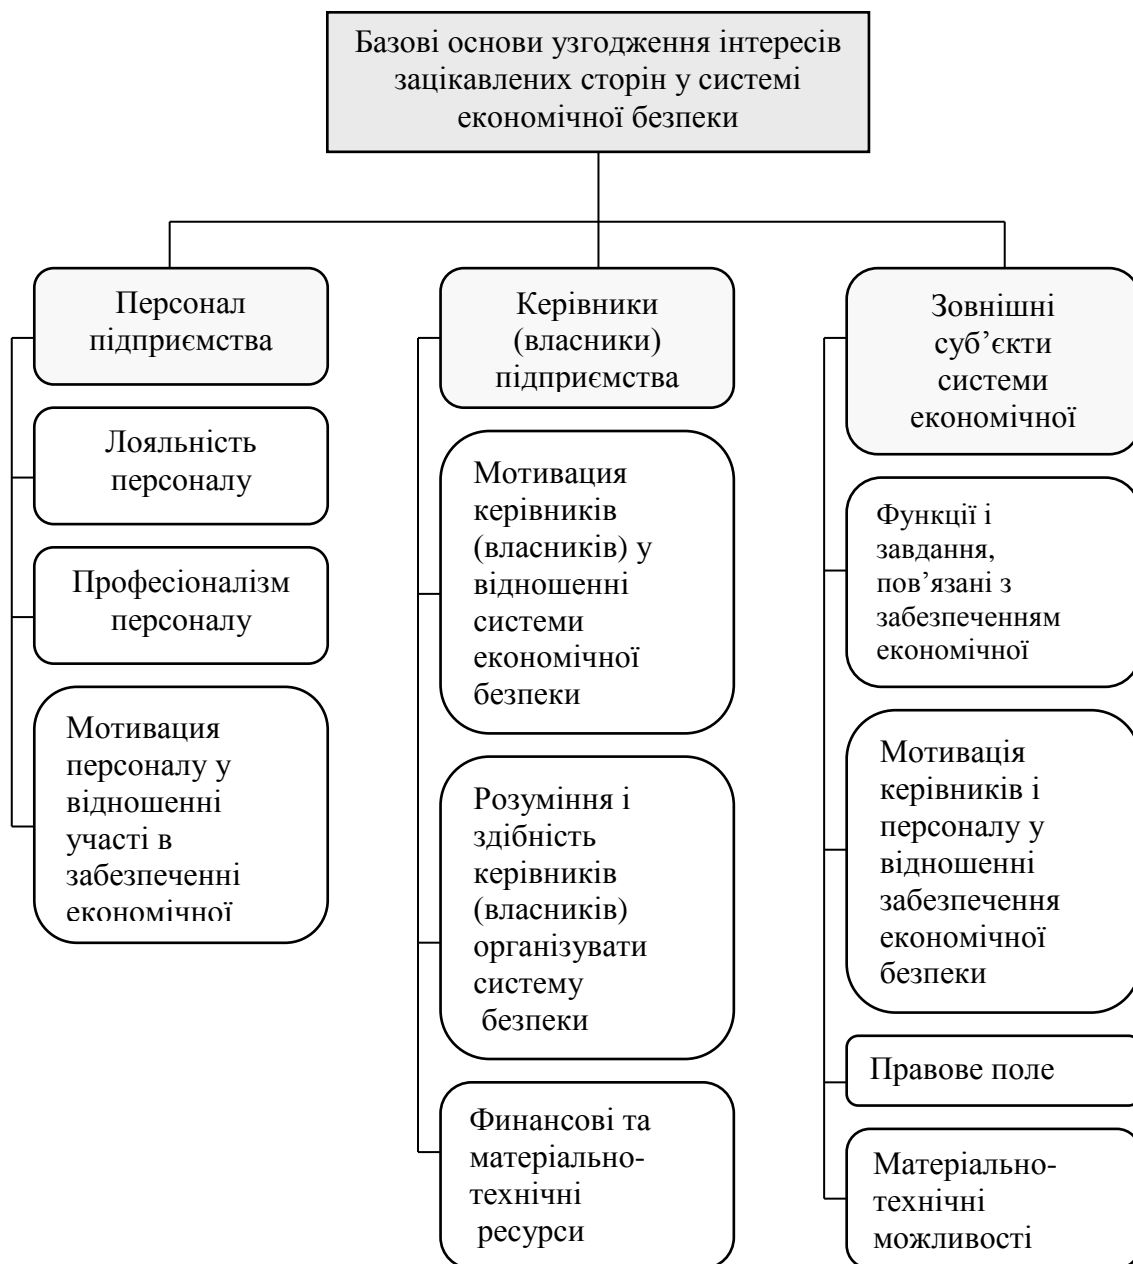 Базові основи узгодження інтересів
зацікавлених сторін у системі
економічної безпеки
Персонал
підприємства
Лояльність
персоналу
Професіоналізм
персоналу
Мотивация
персоналу у
відношенні
участі в
забезпеченні
економічної
Керівники
(власники)
підприємства
Мотивация
керівників
(власників) у
відношенні
системи
економічної
безпеки
Розуміння і
здібність
керівників
(власників)
організувати
систему
безпеки
Финансові та
матеріально-
технічні
ресурси
Зовнішні
суб’єкти
системи
економічної
Функції і
завдання,
пов’язані з
забезпеченням
економічної
Мотивація
керівників і
персоналу у
відношенні
забезпечення
економічної
безпеки
Правове поле
Матеріально-
технічні
можливості